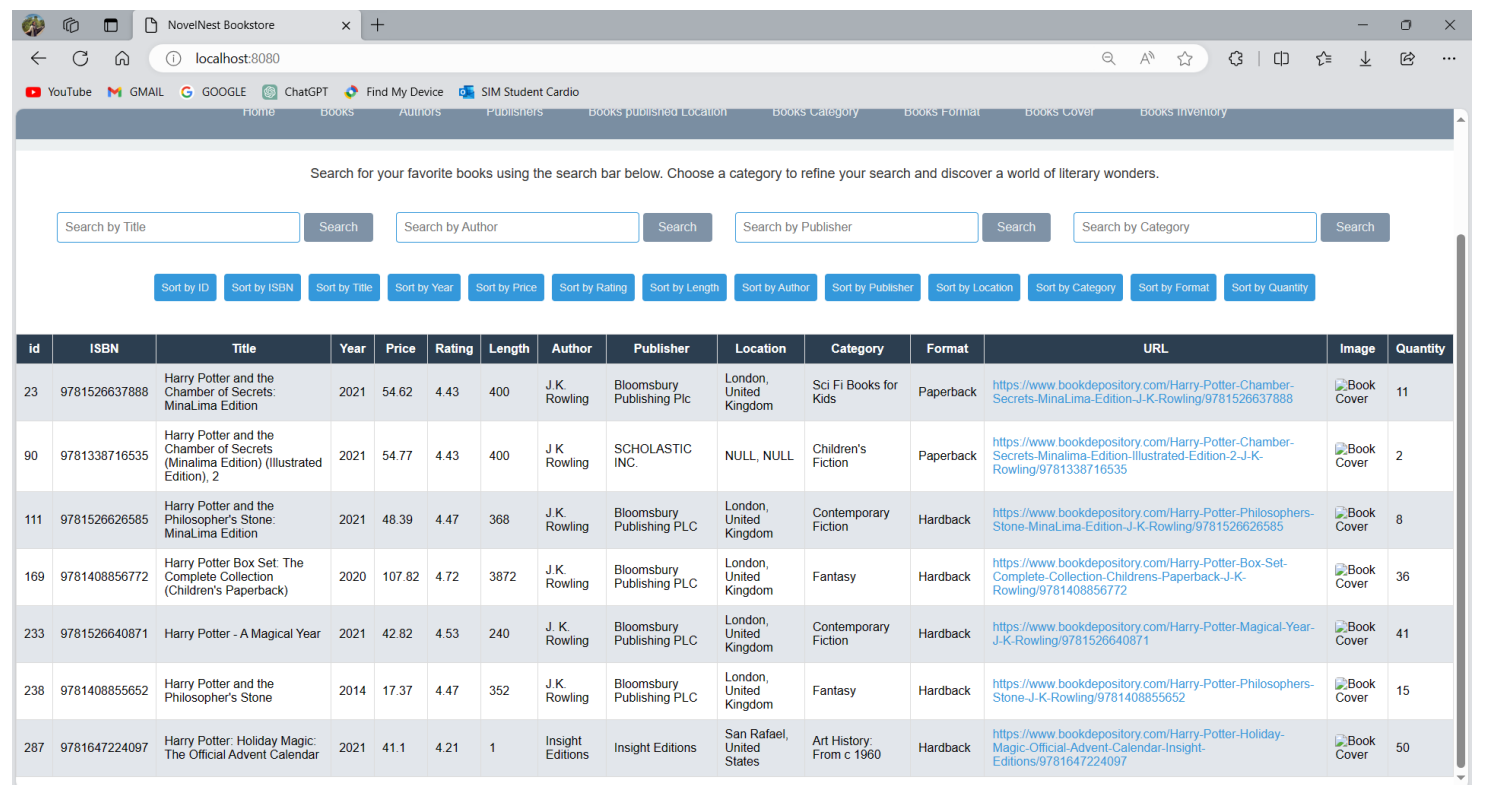 NovelNest Bookstore
localhost:8080
YouTube GMAIL GOOGLE ChatGPT Find My Device SIM Student Cardio
Home Books Authors Publishers Books published Location Books Category Books Format Books Cover Books Inventory
Search for your favorite books using the search bar below. Choose a category to refine your search and discover a world of literary wonders.
Search by Title Search Search by Author Search Search by Publisher Search Search by Category Search
Sort by ID Sort by ISBN Sort by Title Sort by Year Sort by Price Sort by Rating Sort by Length Sort by Author Sort by Publisher Sort by Location Sort by Category Sort by Format Sort by Quantity
id ISBN Title Year Price Rating Length Author Publisher Location Category Format URL Image Quantity
23 9781526637888 Harry Potter and the Chamber of Secrets: MinaLima Edition 2021 54.62 4.43 400 J.K. Rowling Bloomsbury Publishing Plc London, United Kingdom Sci Fi Books for Kids Paperback https://www.bookdepository.com/Harry-Potter-Chamber-Secrets-MinaLima-Edition-J-K-Rowling/9781526637888 Book Cover 11
90 9781338716535 Harry Potter and the Chamber of Secrets (Minalima Edition) (Illustrated Edition), 2 2021 54.77 4.43 400 J K Rowling SCHOLASTIC INC. NULL, NULL Children's Fiction Paperback https://www.bookdepository.com/Harry-Potter-Chamber-Secrets-Minalima-Edition-Illustrated-Edition-2-J-K-Rowling/9781338716535 Book Cover 2
111 9781526626585 Harry Potter and the Philosopher's Stone: MinaLima Edition 2021 48.39 4.47 368 J.K. Rowling Bloomsbury Publishing PLC London, United Kingdom Contemporary Fiction Hardback https://www.bookdepository.com/Harry-Potter-Philosophers-Stone-MinaLima-Edition-J-K-Rowling/9781526626585 Book Cover 8
169 9781408856772 Harry Potter Box Set: The Complete Collection (Children's Paperback) 2020 107.82 4.72 3872 J.K. Rowling Bloomsbury Publishing PLC London, United Kingdom Fantasy Hardback https://www.bookdepository.com/Harry-Potter-Box-Set-Complete-Collection-Childrens-Paperback-J-K-Rowling/9781408856772 Book Cover 36
233 9781526640871 Harry Potter - A Magical Year 2021 42.82 4.53 240 J. K. Rowling Bloomsbury Publishing PLC London, United Kingdom Contemporary Fiction Hardback https://www.bookdepository.com/Harry-Potter-Magical-Year-J-K-Rowling/9781526640871 Book Cover 41
238 9781408855652 Harry Potter and the Philosopher's Stone 2014 17.37 4.47 352 J.K. Rowling Bloomsbury Publishing PLC London, United Kingdom Fantasy Hardback https://www.bookdepository.com/Harry-Potter-Philosophers-Stone-J-K-Rowling/9781408855652 Book Cover 15
287 9781647224097 Harry Potter: Holiday Magic: The Official Advent Calendar 2021 41.1 4.21 1 Insight Editions Insight Editions San Rafael, United States Art History: From c 1960 Hardback https://www.bookdepository.com/Harry-Potter-Holiday-Magic-Official-Advent-Calendar-Insight-Editions/9781647224097 Book Cover 50